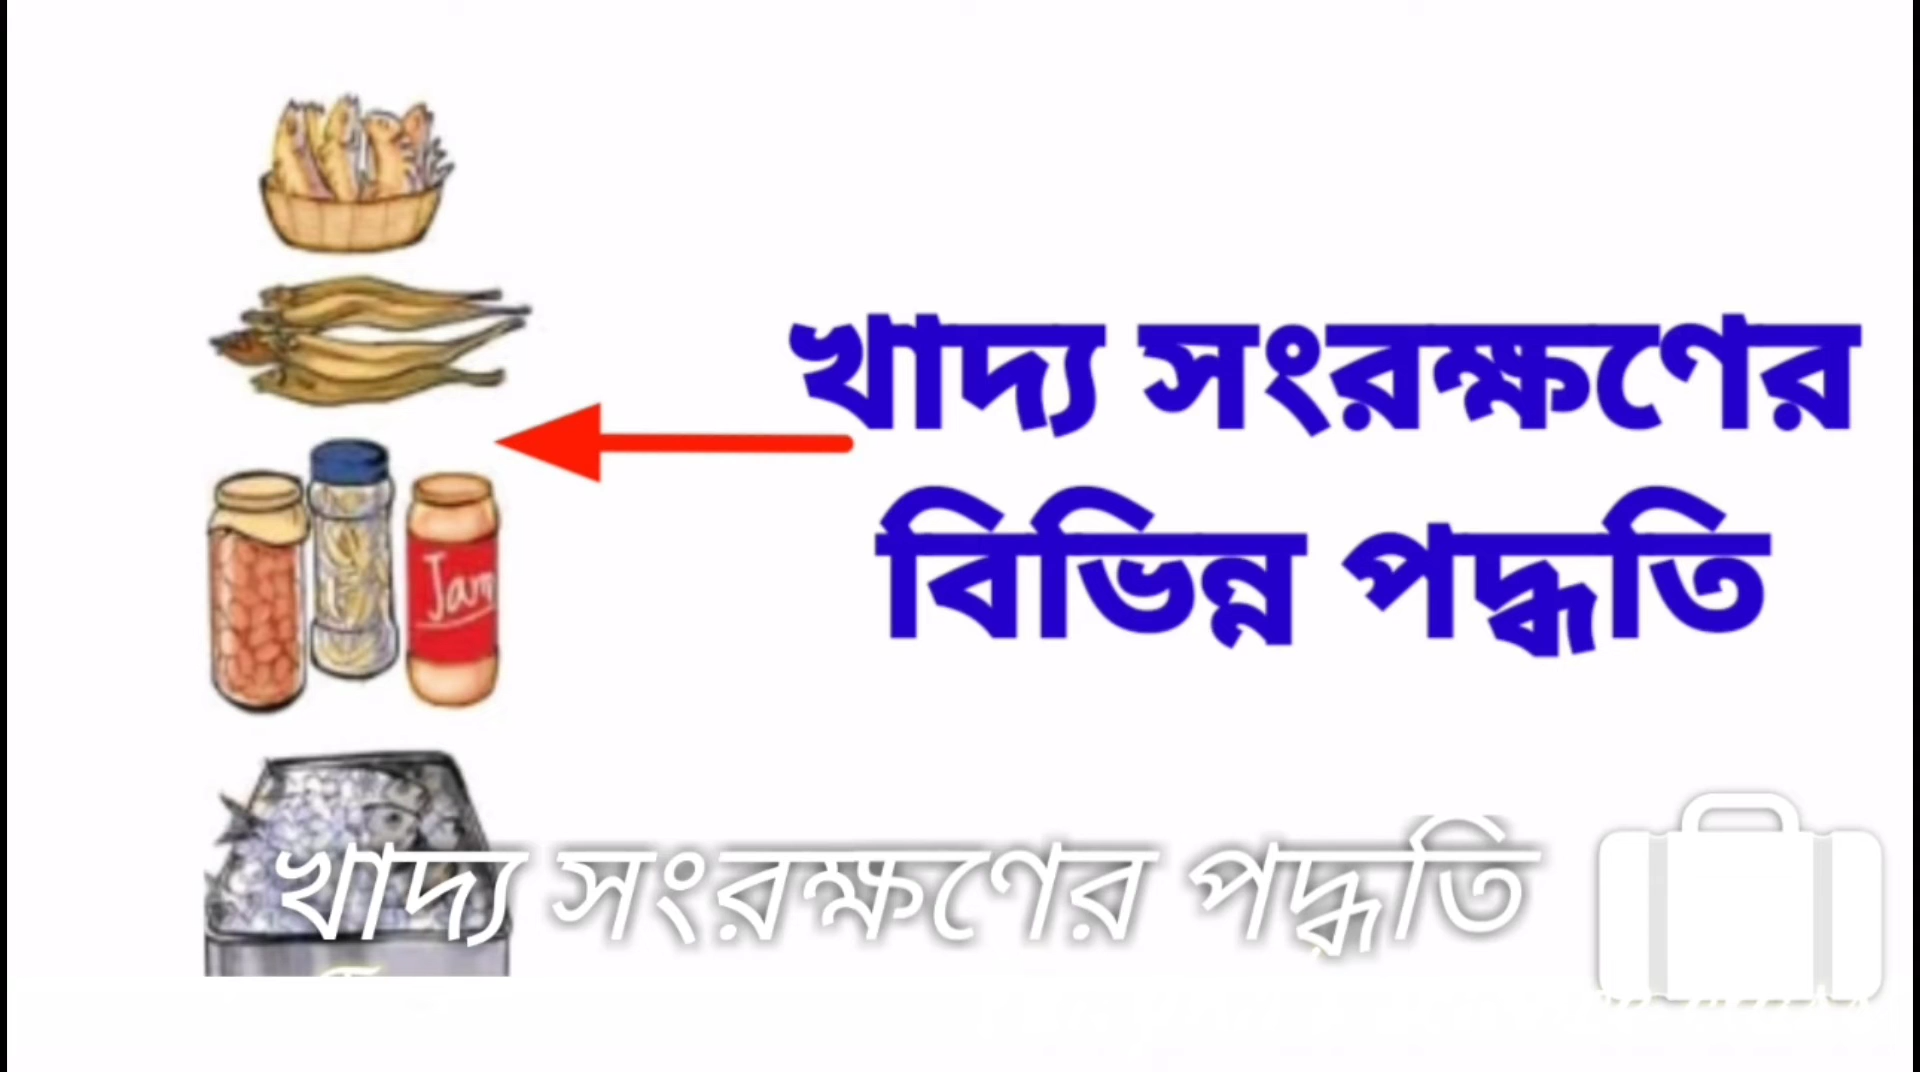 খাদ্য সংরক্ষণের
বিভিন্ন পদ্ধতি
Jam
খাদ্য সংরক্ষণের পদ্ধতি